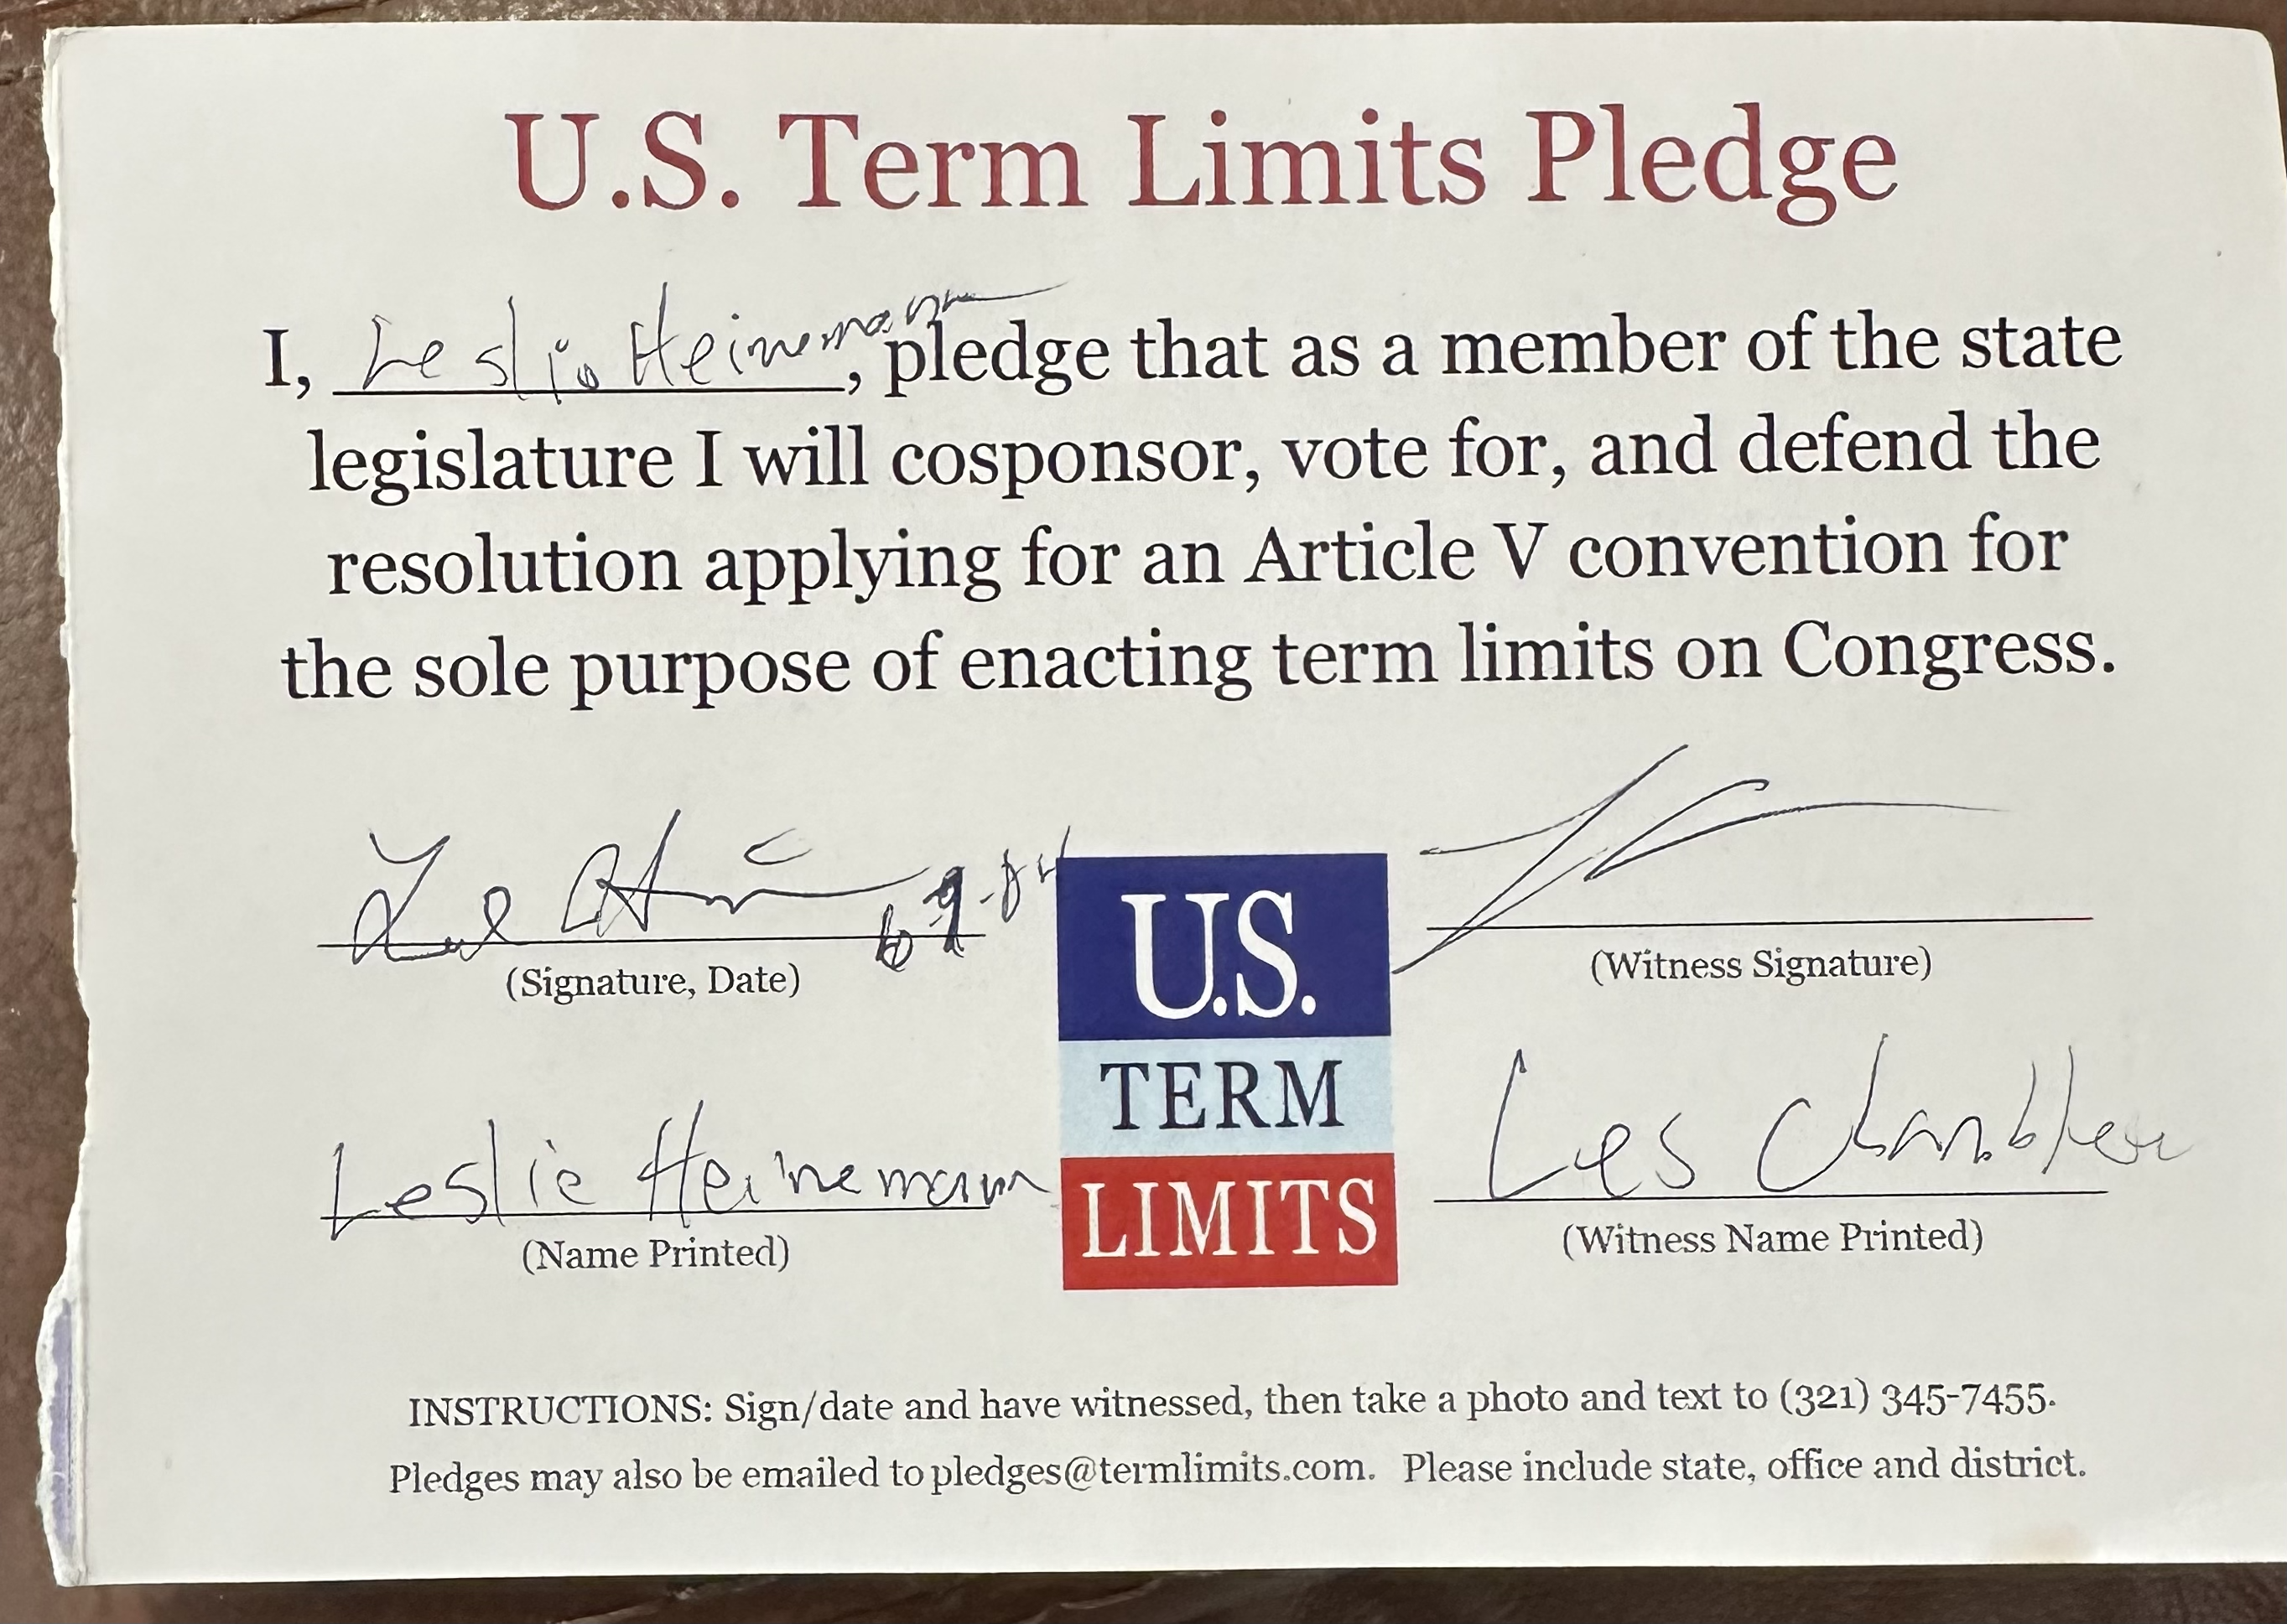 U.S. Term Limits Pledge
I, Leslie Heinemann, pledge that as a member of the state
legislature I will cosponsor, vote for, and defend the
resolution applying for an Article V convention for
the sole purpose of enacting term limits on Congress.
(Signature, Date)
(Witness Signature)
U.S.
TERM
LIMITS
Leslie Heinemann
Les Chambler
(Name Printed)
(Witness Name Printed)
INSTRUCTIONS: Sign/date and have witnessed, then take a photo and text to (321) 345-7455.
Pledges may also be emailed to pledges@termlimits.com. Please include state, office and district.